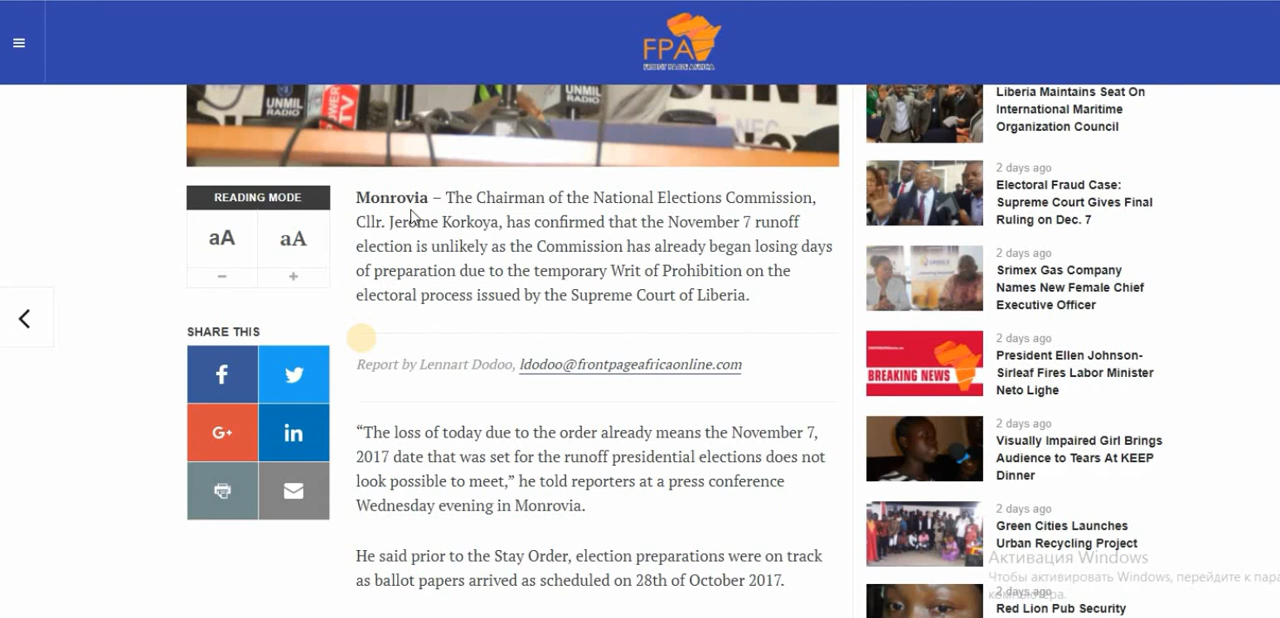 FPA
FRONT PAGE AFRICA
UNMIL
RADIO
POWER
TV
UNMIL
RADIO
NEC
READING MODE
aA
aA
−
+
SHARE THIS
f
G+
in
Monrovia – The Chairman of the National Elections Commission,
Cllr. Jerome Korkoya, has confirmed that the November 7 runoff
election is unlikely as the Commission has already began losing days
of preparation due to the temporary Writ of Prohibition on the
electoral process issued by the Supreme Court of Liberia.
Report by Lennart Dodoo, ldodoo@frontpageafricaonline.com
“The loss of today due to the order already means the November 7,
2017 date that was set for the runoff presidential elections does not
look possible to meet,” he told reporters at a press conference
Wednesday evening in Monrovia.
He said prior to the Stay Order, election preparations were on track
as ballot papers arrived as scheduled on 28th of October 2017.
Liberia Maintains Seat On
International Maritime
Organization Council
2 days ago
Electoral Fraud Case:
Supreme Court Gives Final
Ruling on Dec. 7
2 days ago
Srimex Gas Company
Names New Female Chief
Executive Officer
BREAKING NEWS
2 days ago
President Ellen Johnson-
Sirleaf Fires Labor Minister
Neto Lighe
2 days ago
Visually Impaired Girl Brings
Audience to Tears At KEEP
Dinner
2 days ago
Green Cities Launches
Urban Recycling Project
2 days ago
Red Lion Pub Security
Активация Windows
Чтобы активировать Windows, перейдите к пара
компьютера.